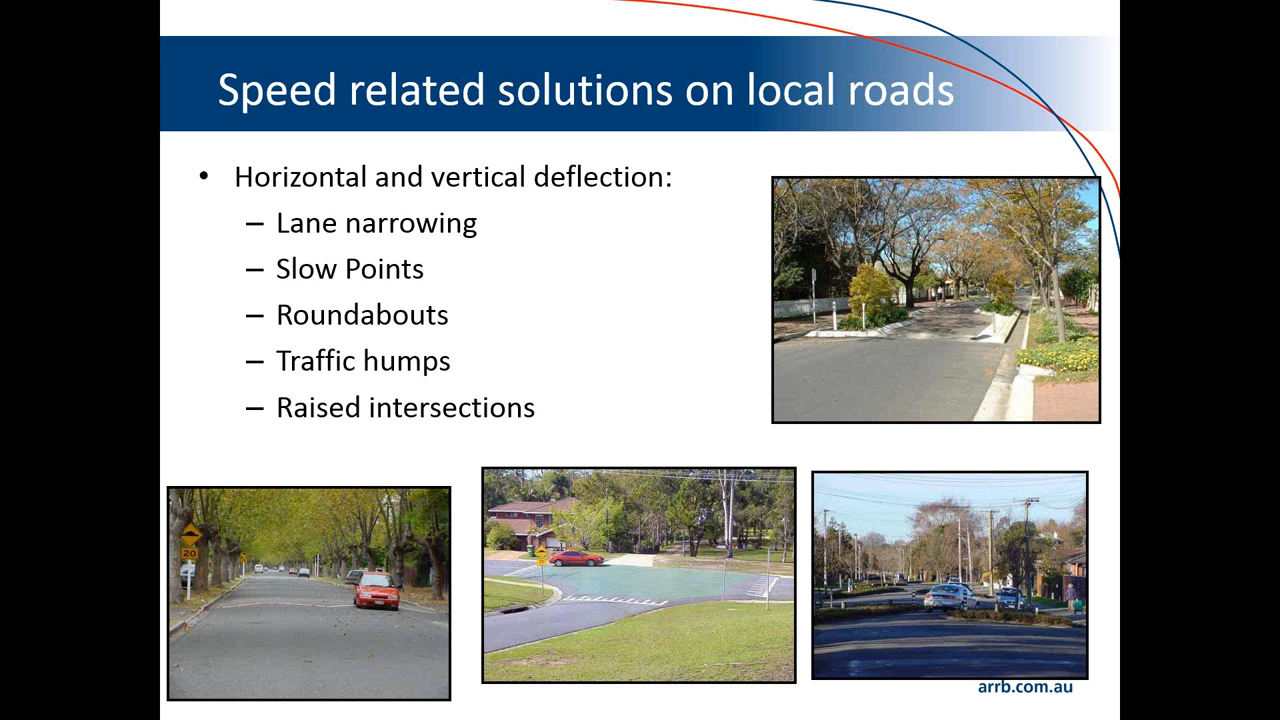 Speed related solutions on local roads
• Horizontal and vertical deflection:
– Lane narrowing
– Slow Points
– Roundabouts
– Traffic humps
– Raised intersections
20
arrb.com.au